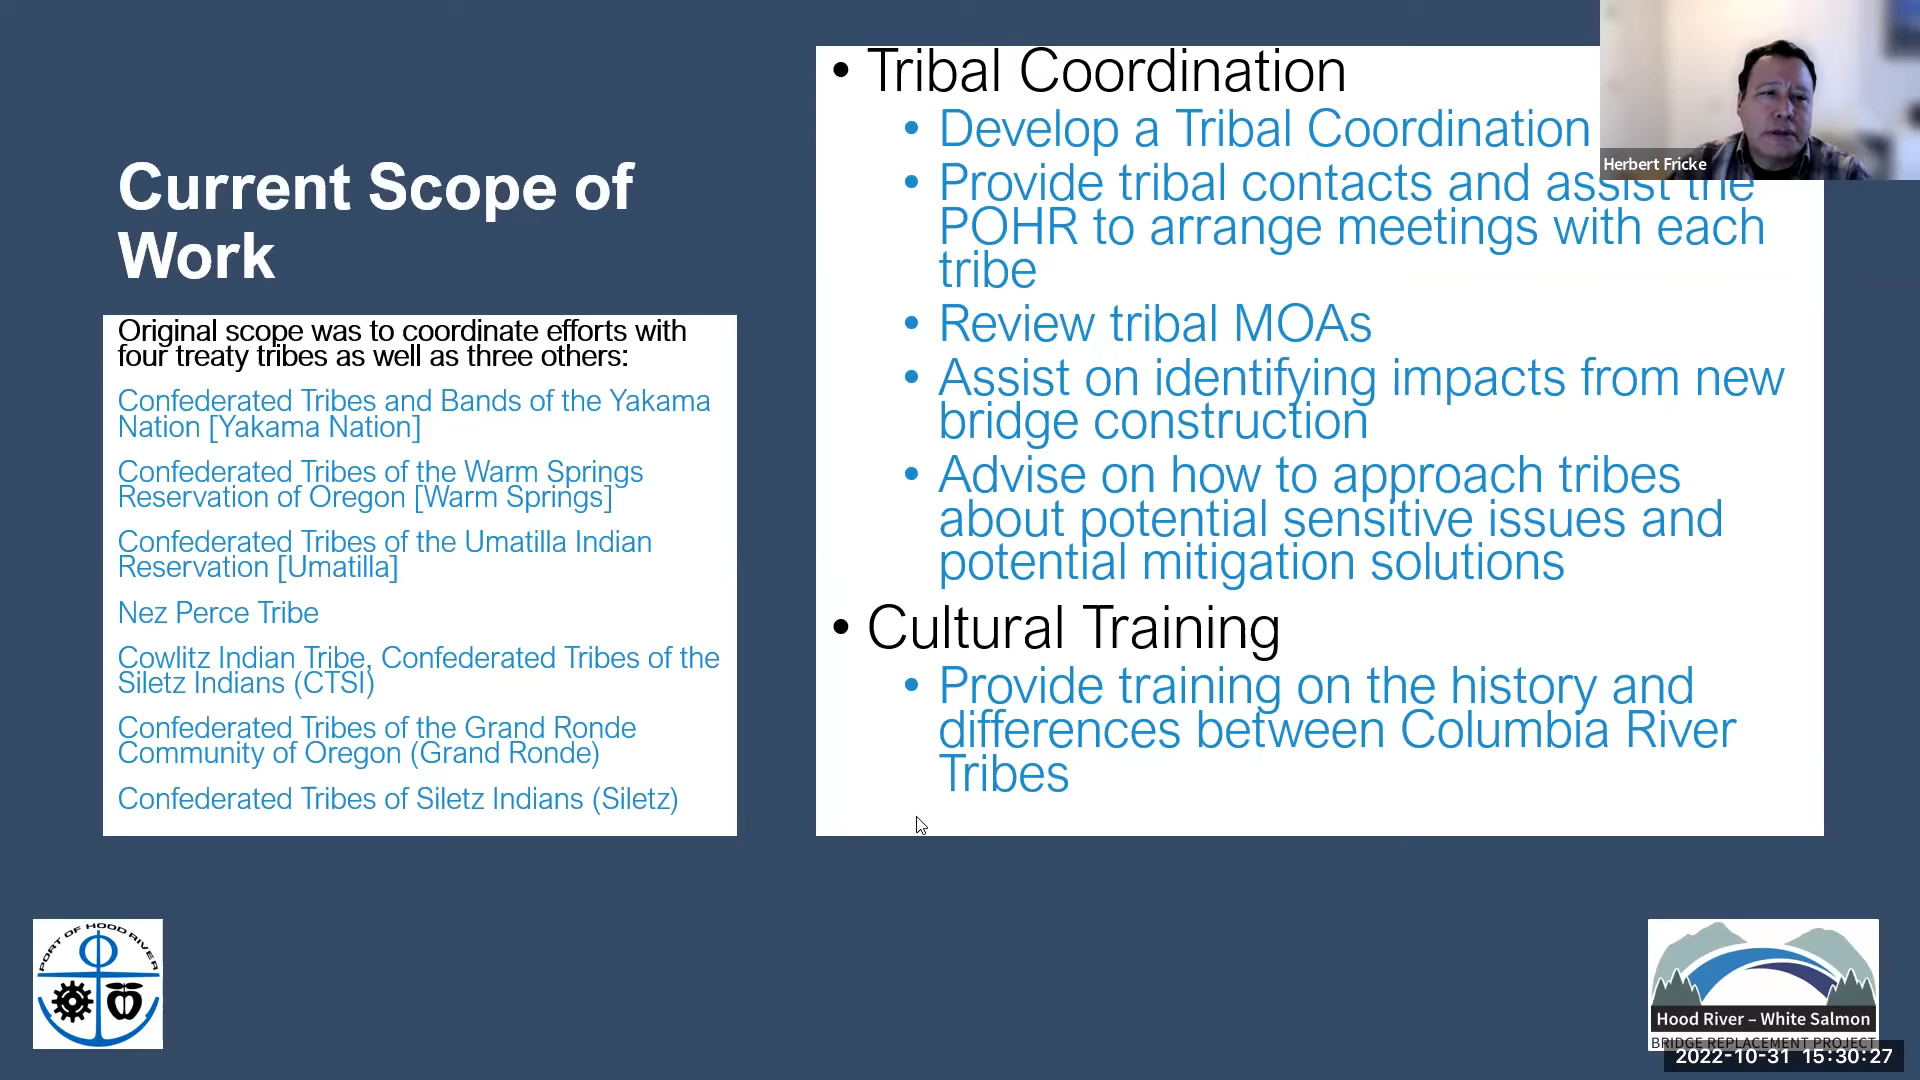 Current Scope of
Work
Original scope was to coordinate efforts with
four treaty tribes as well as three others:
Confederated Tribes and Bands of the Yakama
Nation [Yakama Nation]
Confederated Tribes of the Warm Springs
Reservation of Oregon [Warm Springs]
Confederated Tribes of the Umatilla Indian
Reservation [Umatilla]
Nez Perce Tribe
Cowlitz Indian Tribe, Confederated Tribes of the
Siletz Indians (CTSI)
Confederated Tribes of the Grand Ronde
Community of Oregon (Grand Ronde)
Confederated Tribes of Siletz Indians (Siletz)
• Tribal Coordination
• Develop a Tribal Coordination
• Provide tribal contacts and assist the
POHR to arrange meetings with each
tribe
• Review tribal MOAs
• Assist on identifying impacts from new
bridge construction
• Advise on how to approach tribes
about potential sensitive issues and
potential mitigation solutions
• Cultural Training
• Provide training on the history and
differences between Columbia River
Tribes
Herbert Fricke
PORT OF HOOD RIVER
Hood River – White Salmon
BRIDGE REPLACEMENT PROJECT
2022-10-31 15:30:27